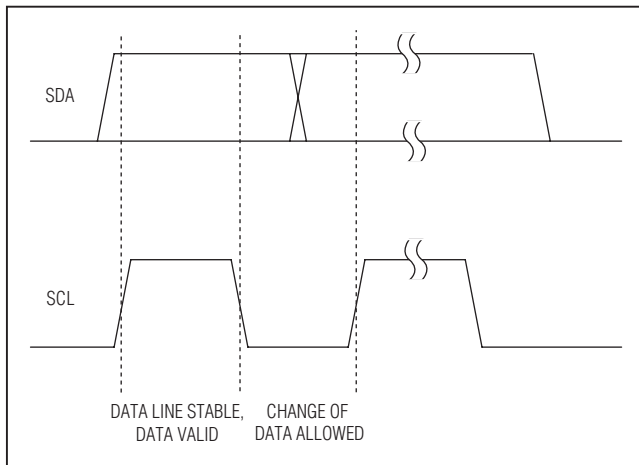 SDA
SCL
DATA LINE STABLE,
DATA VALID
CHANGE OF
DATA ALLOWED